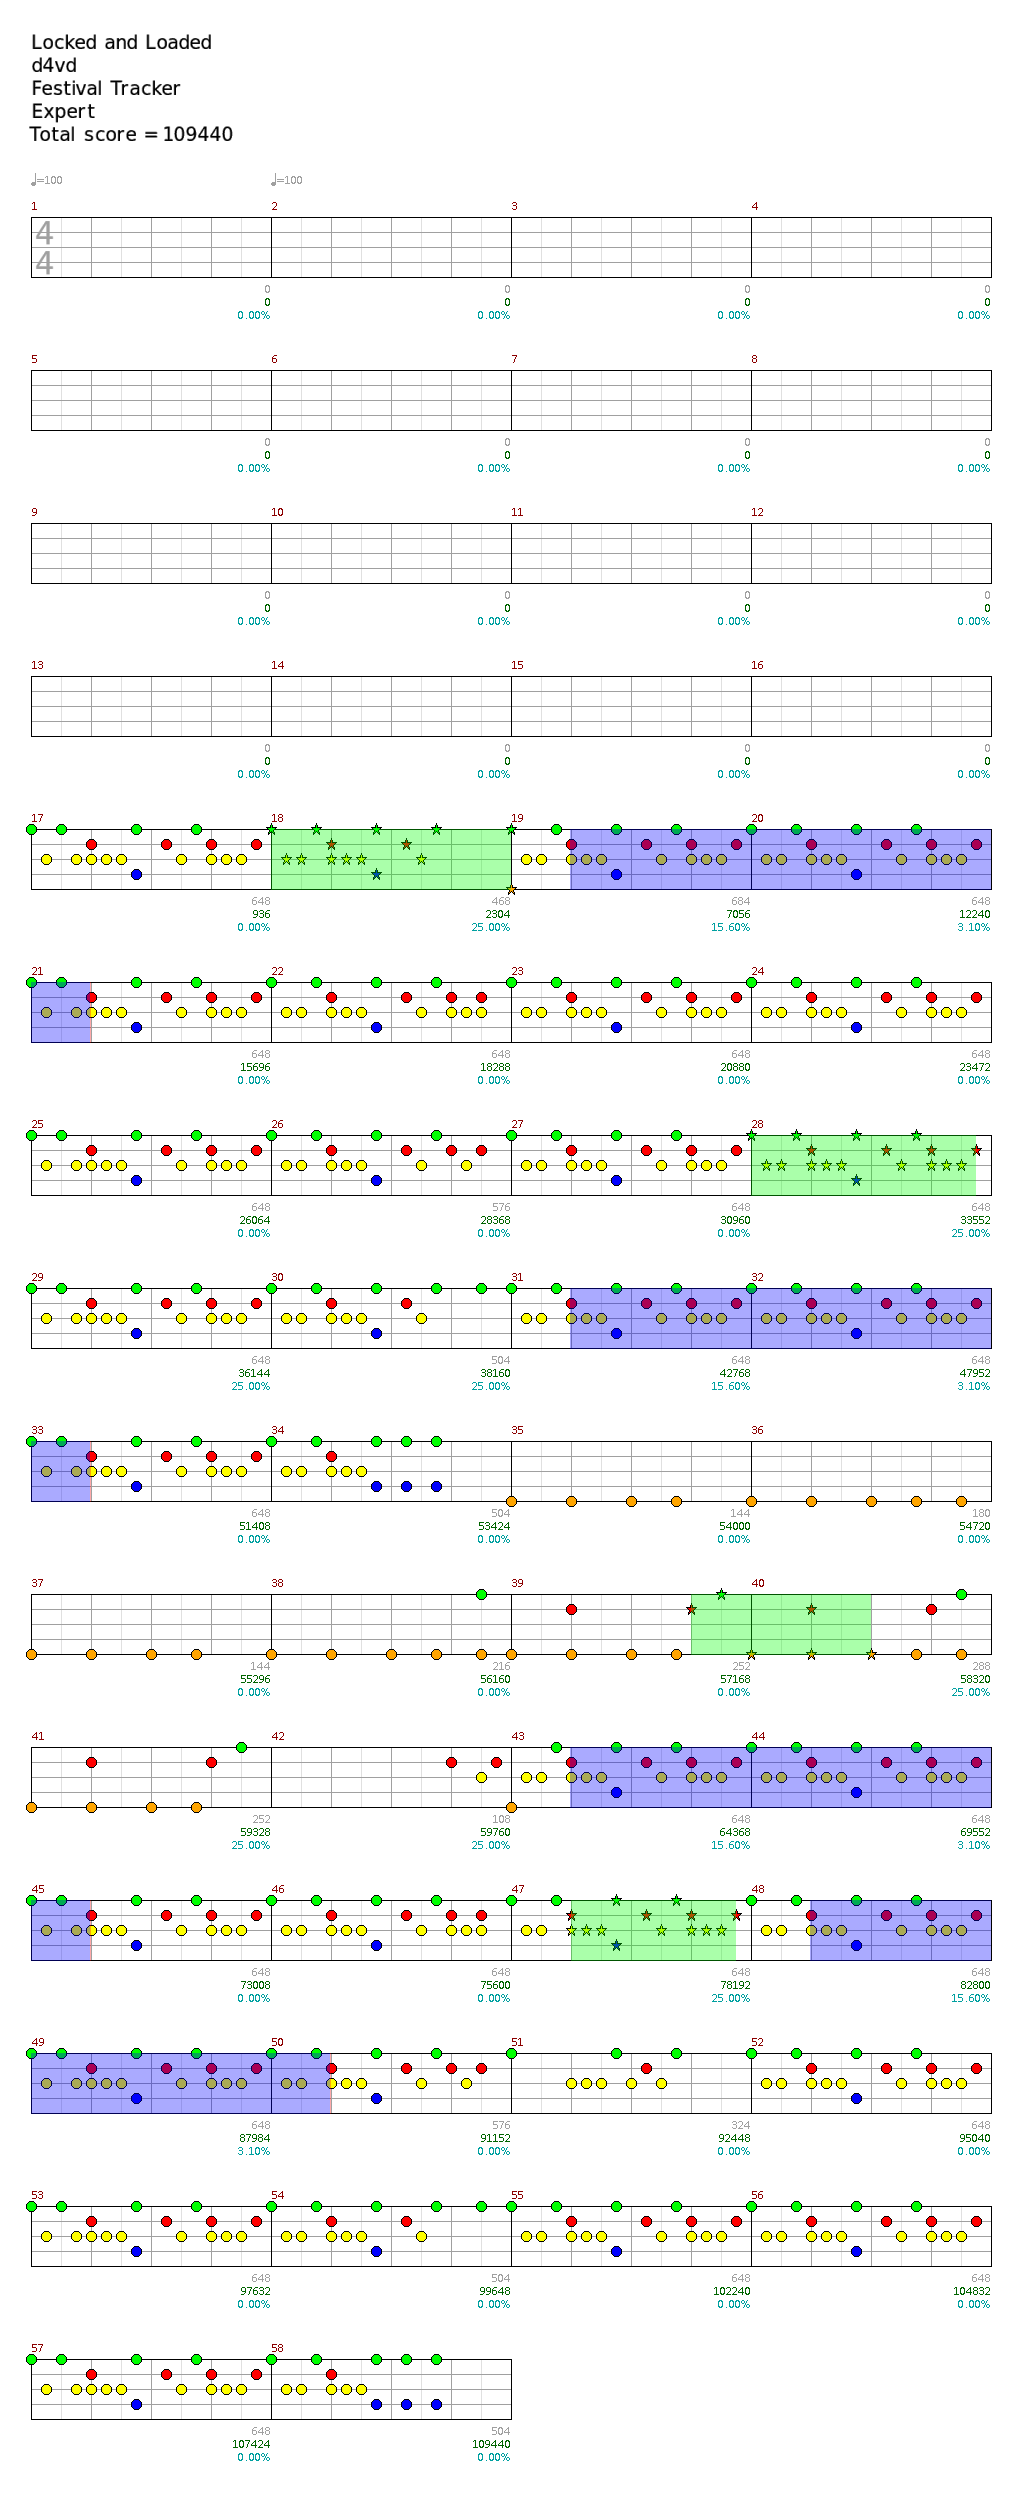 Locked and Loaded
d4vd
Festival Tracker
Expert
Total score = 109440
♩=100 ♩=100
1 2 3 4
4
4
0 0 0 0
0 0 0 0
0.00% 0.00% 0.00% 0.00%
5 6 7 8
0 0 0 0
0 0 0 0
0.00% 0.00% 0.00% 0.00%
9 10 11 12
0 0 0 0
0 0 0 0
0.00% 0.00% 0.00% 0.00%
13 14 15 16
0 0 0 0
0 0 0 0
0.00% 0.00% 0.00% 0.00%
17 18 19 20
648 468 684 648
936 2304 7056 12240
0.00% 25.00% 15.60% 3.10%
21 22 23 24
648 648 648 648
15696 18288 20880 23472
0.00% 0.00% 0.00% 0.00%
25 26 27 28
648 576 648 648
26064 28368 30960 33552
0.00% 0.00% 0.00% 25.00%
29 30 31 32
648 504 648 648
36144 38160 42768 47952
25.00% 25.00% 15.60% 3.10%
33 34 35 36
648 504 144 180
51408 53424 54000 54720
0.00% 0.00% 0.00% 0.00%
37 38 39 40
144 216 252 288
55296 56160 57168 58320
0.00% 0.00% 0.00% 25.00%
41 42 43 44
252 108 648 648
59328 59760 64368 69552
25.00% 25.00% 15.60% 3.10%
45 46 47 48
648 648 648 648
73008 75600 78192 82800
0.00% 0.00% 25.00% 15.60%
49 50 51 52
648 576 324 648
87984 91152 92448 95040
3.10% 0.00% 0.00% 0.00%
53 54 55 56
648 504 648 648
97632 99648 102240 104832
0.00% 0.00% 0.00% 0.00%
57 58
648 504
107424 109440
0.00% 0.00%